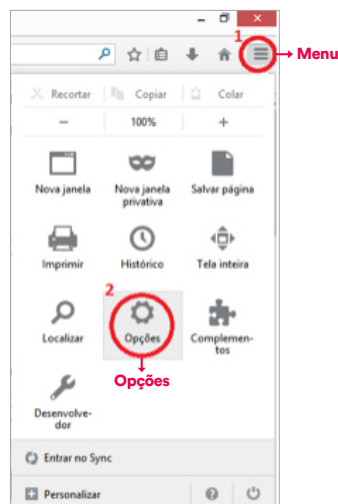 1
Menu
Recortar Copiar Colar
− 100% +
Nova janela Nova janela privativa Salvar página
Imprimir Histórico Tela inteira
2
Localizar Opções Complemen-
tos
Opções
Desenvolve-
dor
Entrar no Sync
Personalizar ?